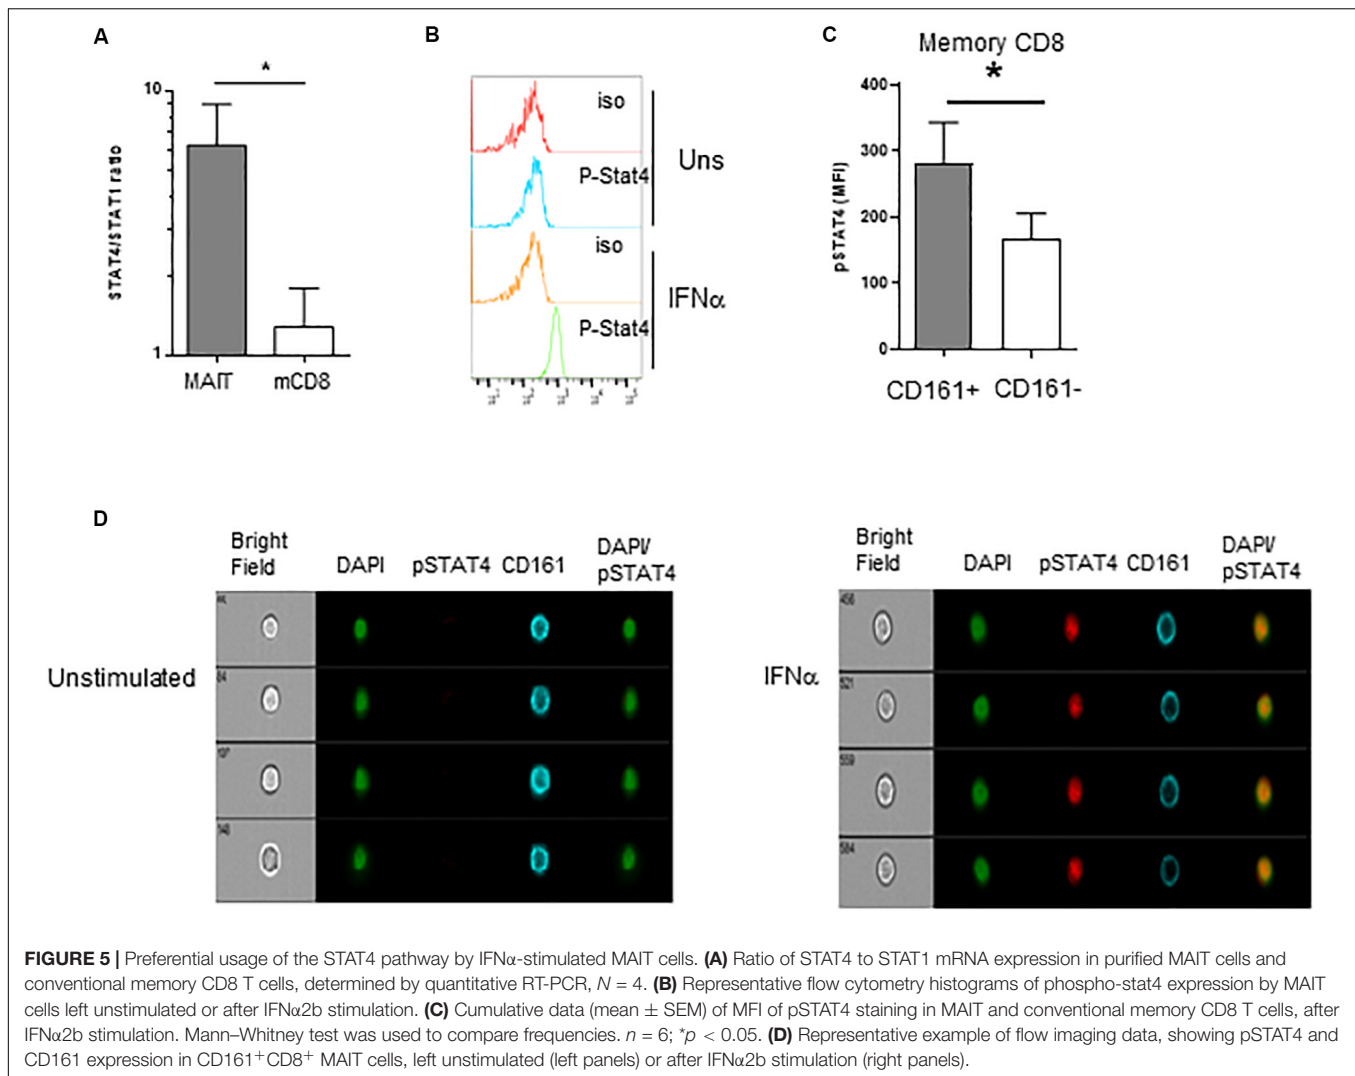 A
*
10
STAT4/STAT1 ratio
1
MAIT
mCD8
B
iso
P-Stat4
Uns
iso
P-Stat4
IFNα
C
Memory CD8
*
400
300
200
100
0
pSTAT4 (MFI)
CD161+ CD161-
D
Bright
Field
DAPI
pSTAT4 CD161
DAPI/
pSTAT4
Unstimulated
Bright
Field
DAPI
pSTAT4 CD161
DAPI/
pSTAT4
IFNα
456
521
559
584
FIGURE 5 | Preferential usage of the STAT4 pathway by IFNα-stimulated MAIT cells. (A) Ratio of STAT4 to STAT1 mRNA expression in purified MAIT cells and
conventional memory CD8 T cells, determined by quantitative RT-PCR, N = 4. (B) Representative flow cytometry histograms of phospho-stat4 expression by MAIT
cells left unstimulated or after IFNα2b stimulation. (C) Cumulative data (mean ± SEM) of MFI of pSTAT4 staining in MAIT and conventional memory CD8 T cells, after
IFNα2b stimulation. Mann–Whitney test was used to compare frequencies. n = 6; *p < 0.05. (D) Representative example of flow imaging data, showing pSTAT4 and
CD161 expression in CD161+CD8+ MAIT cells, left unstimulated (left panels) or after IFNα2b stimulation (right panels).